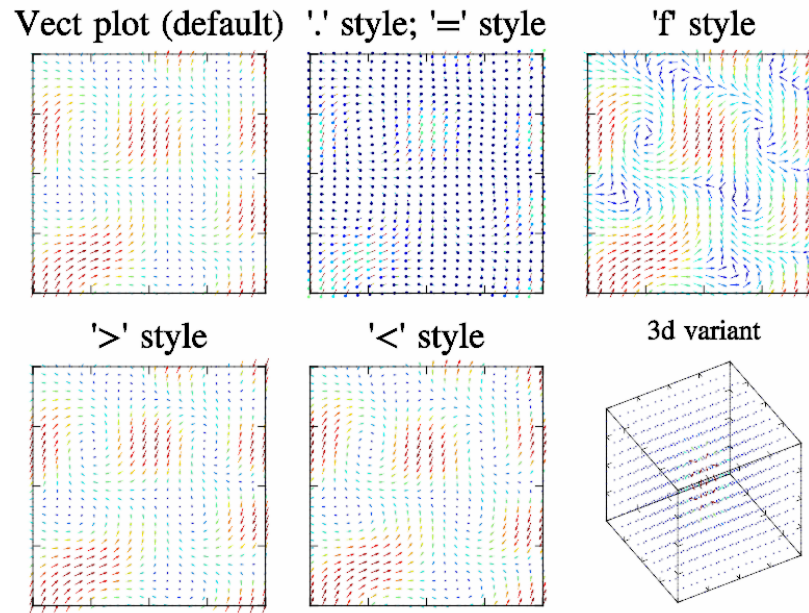 Vect plot (default)
'.' style; '=' style
'f' style
'>' style
'<' style
3d variant